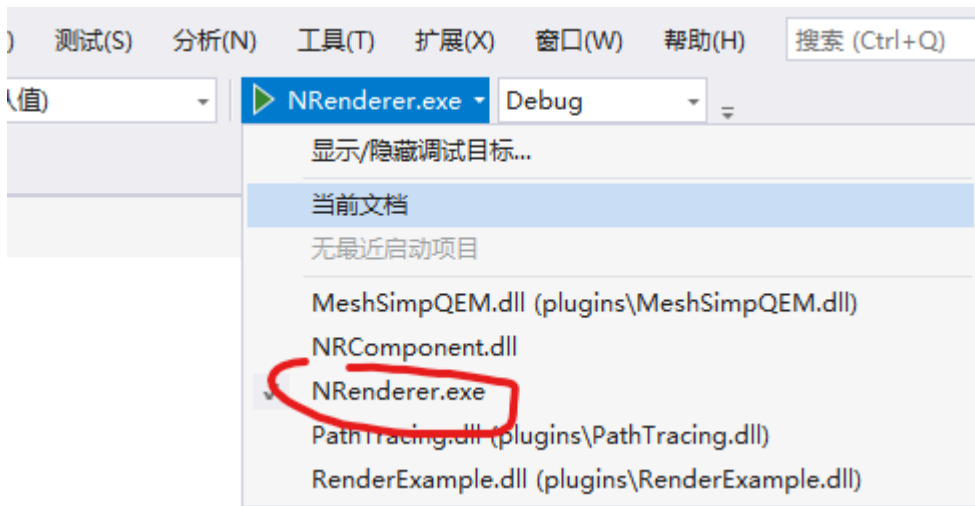 ) 测试(S) 分析(N) 工具(T) 扩展(X) 窗口(W) 帮助(H) 搜索 (Ctrl+Q)
值) NRenderer.exe Debug
显示/隐藏调试目标...
当前文档
无最近启动项目
MeshSimpQEM.dll (plugins\MeshSimpQEM.dll)
NRComponent.dll
NRenderer.exe
PathTracing.dll (plugins\PathTracing.dll)
RenderExample.dll (plugins\RenderExample.dll)